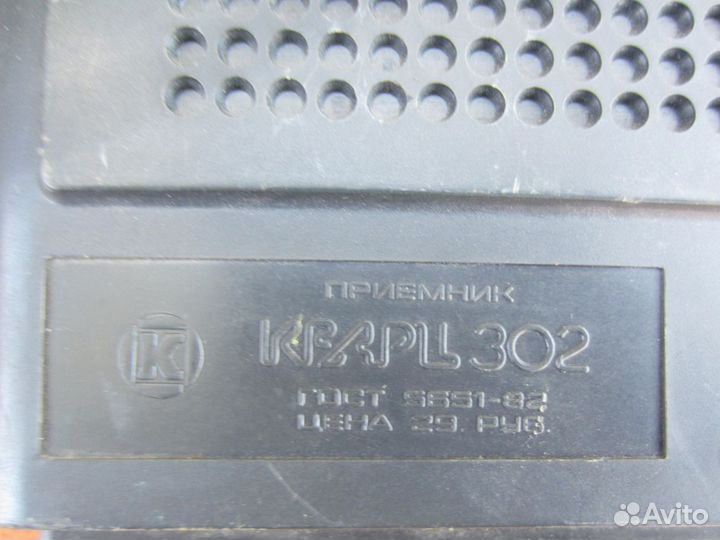 ПРИЕМНИК
К КВАРЦ 302
ГОСТ 5651-82
ЦЕНА 29. РУБ.
Avito